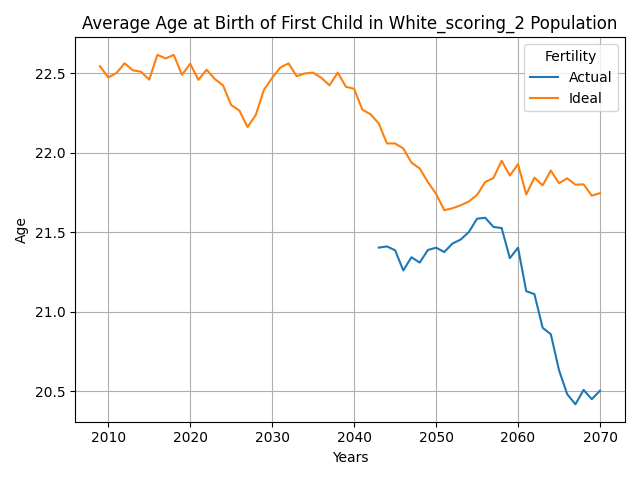 Average Age at Birth of First Child in White_scoring_2 Population
Fertility
Actual
Ideal
Age
22.5
22.0
21.5
21.0
20.5
2010 2020 2030 2040 2050 2060 2070
Years